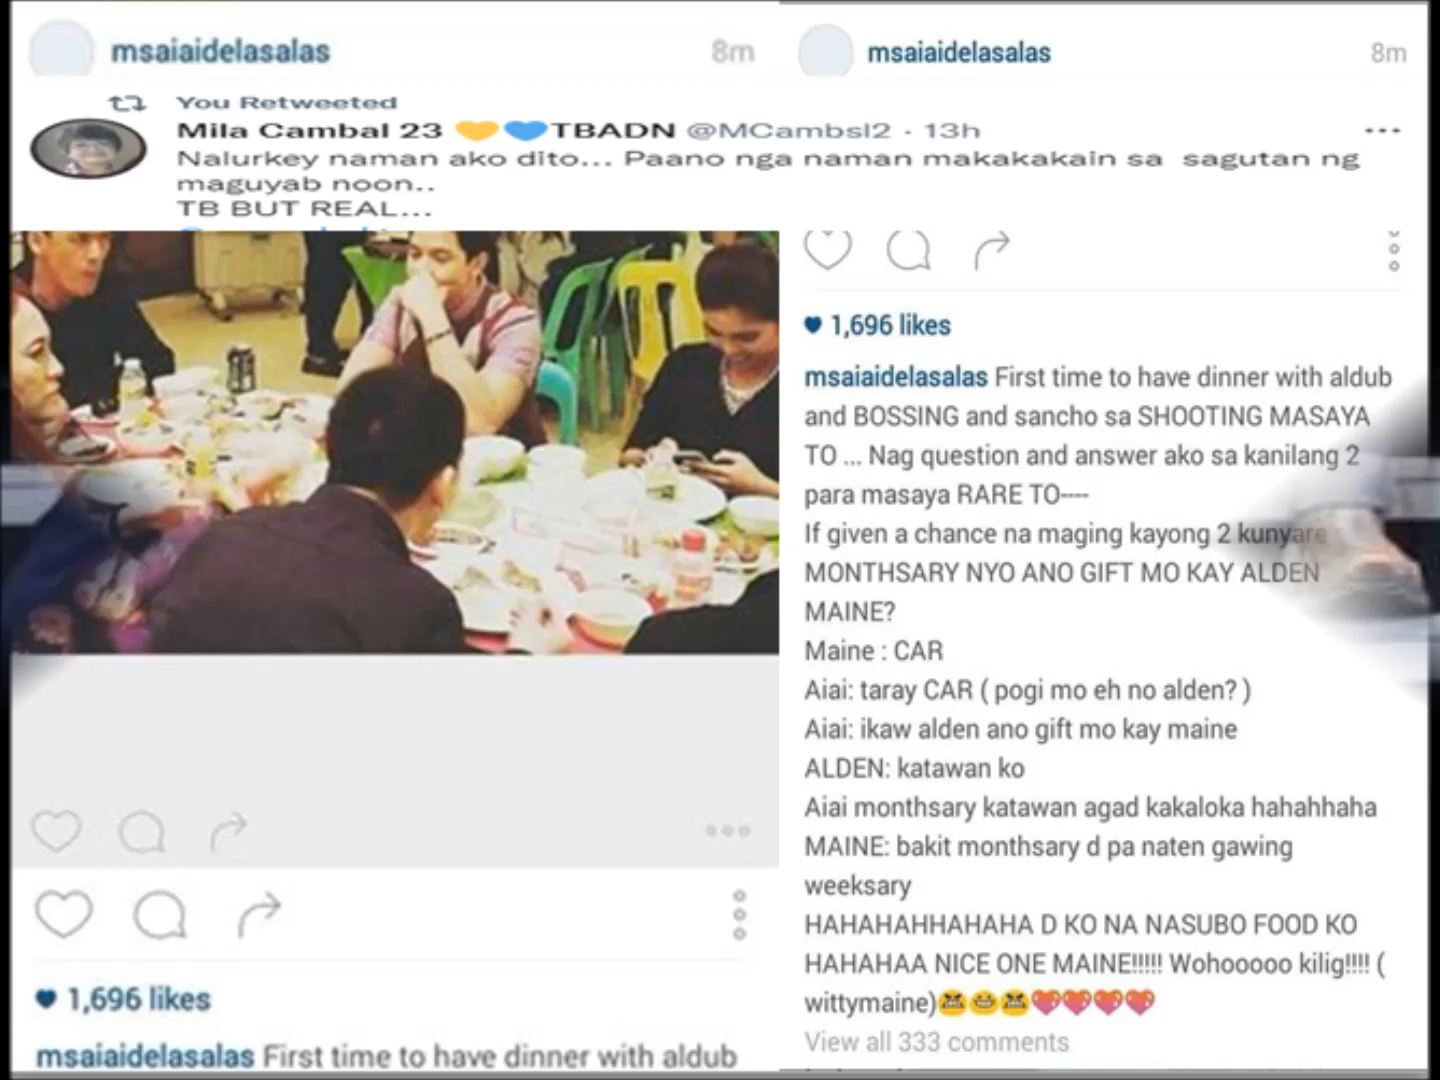 msaiaidelasalas 8m
msaiaidelasalas 8m
You Retweeted
Mila Cambal 23 💛💙TBADN @MCambsl2 · 13h
Nalurkey naman ako dito... Paano nga naman makakakain sa sagutan ng
maguyab noon..
TB BUT REAL...
1,696 likes
msaiaidelasalas First time to have dinner with aldub
1,696 likes
msaiaidelasalas First time to have dinner with aldub
and BOSSING and sancho sa SHOOTING MASAYA
TO ... Nag question and answer ako sa kanilang 2
para masaya RARE TO----
If given a chance na maging kayong 2 kunyare
MONTHSARY NYO ANO GIFT MO KAY ALDEN
MAINE?
Maine : CAR
Aiai: taray CAR ( pogi mo eh no alden? )
Aiai: ikaw alden ano gift mo kay maine
ALDEN: katawan ko
Aiai monthsary katawan agad kakaloka hahahhaha
MAINE: bakit monthsary d pa naten gawing
weeksary
HAHAHAHHAHAHA D KO NA NASUBO FOOD KO
HAHAHAA NICE ONE MAINE!!!!! Wohooooo kilig!!!! (
wittymaine)😠😁😠💖💖💖💖
View all 333 comments